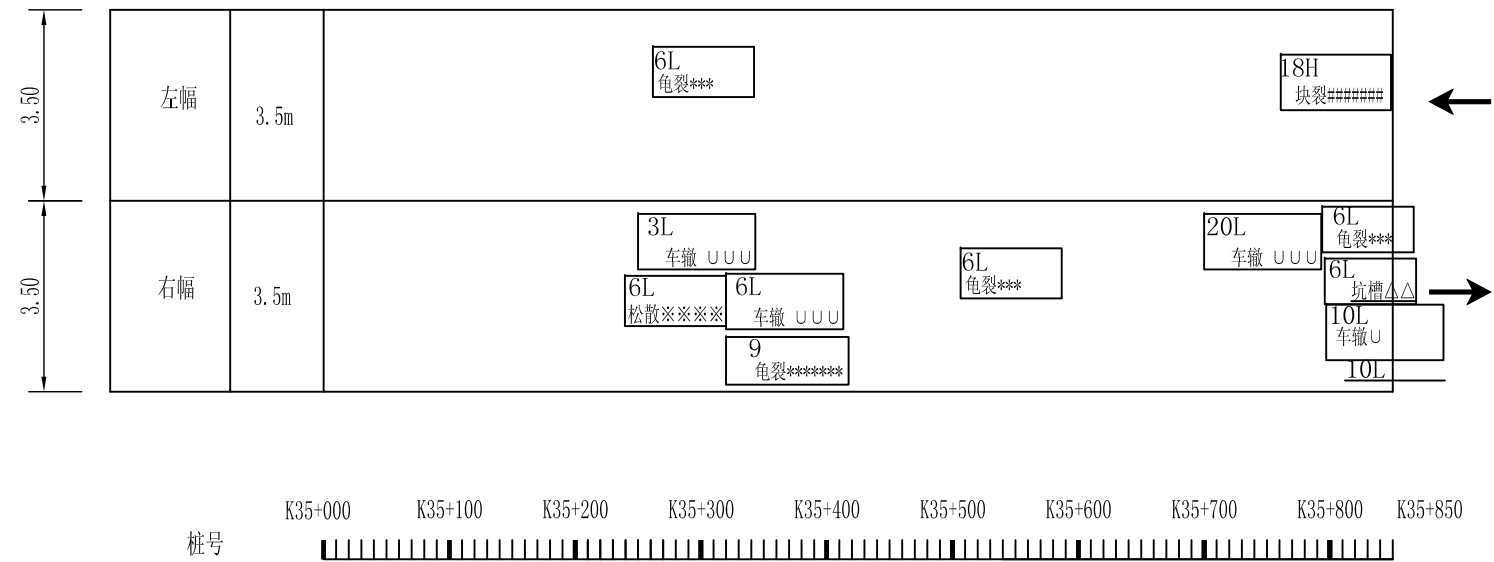 3.50
左幅
3.5m
6L
龟裂***
18H
块裂#######
3.50
右幅
3.5m
3L
车辙 ∪∪∪
6L
松散※※※※
6L
车辙 ∪∪∪
9
龟裂*******
6L
龟裂***
20L
车辙 ∪∪∪
6L
龟裂***
6L
坑槽△△
10L
车辙∪
10L
K35+000 K35+100 K35+200 K35+300 K35+400 K35+500 K35+600 K35+700 K35+800 K35+850
桩号